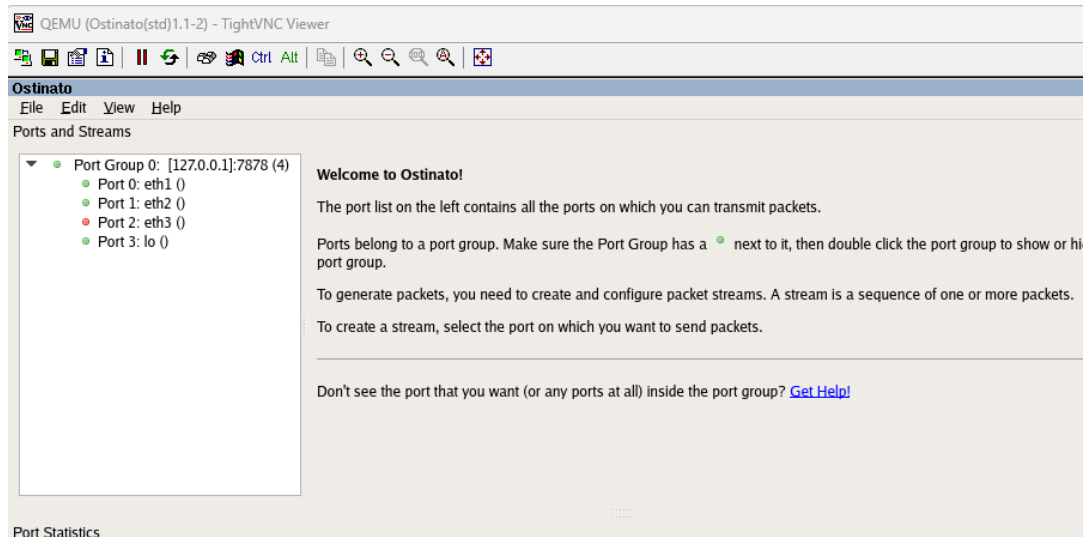 QEMU (Ostinato(std)1.1-2) - TightVNC Viewer
Ctrl Alt
Ostinato
File Edit View Help
Ports and Streams
Port Group 0: [127.0.0.1]:7878 (4)
Port 0: eth1 ()
Port 1: eth2 ()
Port 2: eth3 ()
Port 3: lo ()
Welcome to Ostinato!
The port list on the left contains all the ports on which you can transmit packets.
Ports belong to a port group. Make sure the Port Group has a next to it, then double click the port group to show or hi
port group.
To generate packets, you need to create and configure packet streams. A stream is a sequence of one or more packets.
To create a stream, select the port on which you want to send packets.
Don't see the port that you want (or any ports at all) inside the port group? Get Help!
Port Statistics